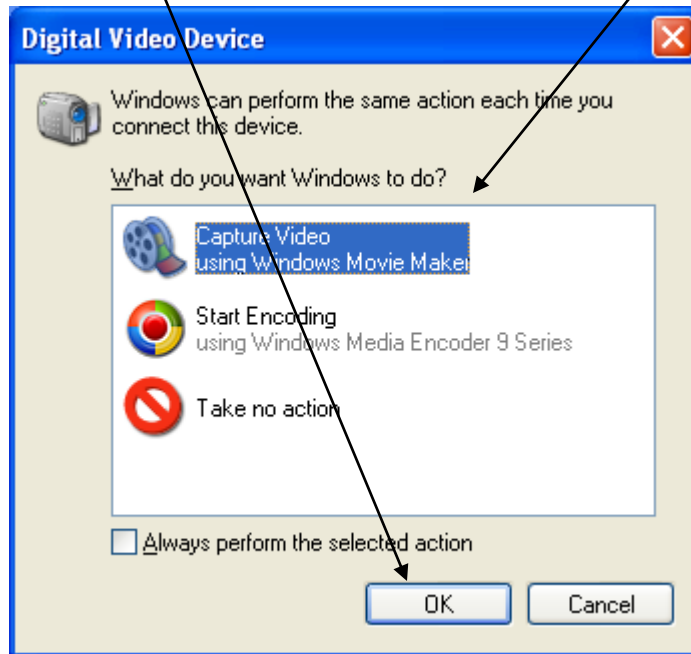 Digital Video Device
Windows can perform the same action each time you
connect this device.
What do you want Windows to do?
Capture Video
using Windows Movie Maker
Start Encoding
using Windows Media Encoder 9 Series
Take no action
Always perform the selected action
OK
Cancel